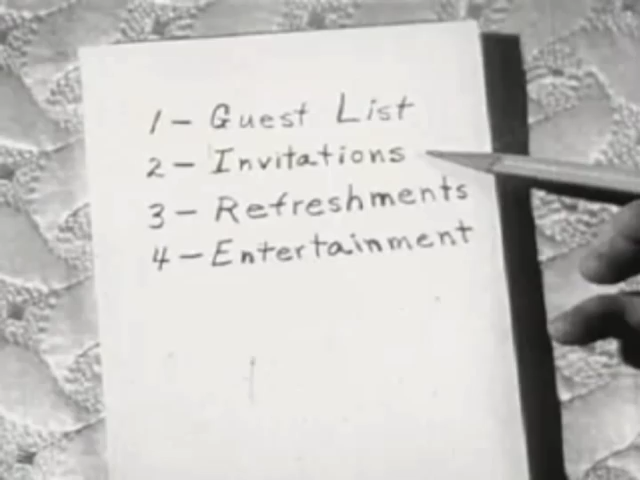 1 - Guest List
2 - Invitations
3 - Refreshments
4 - Entertainment